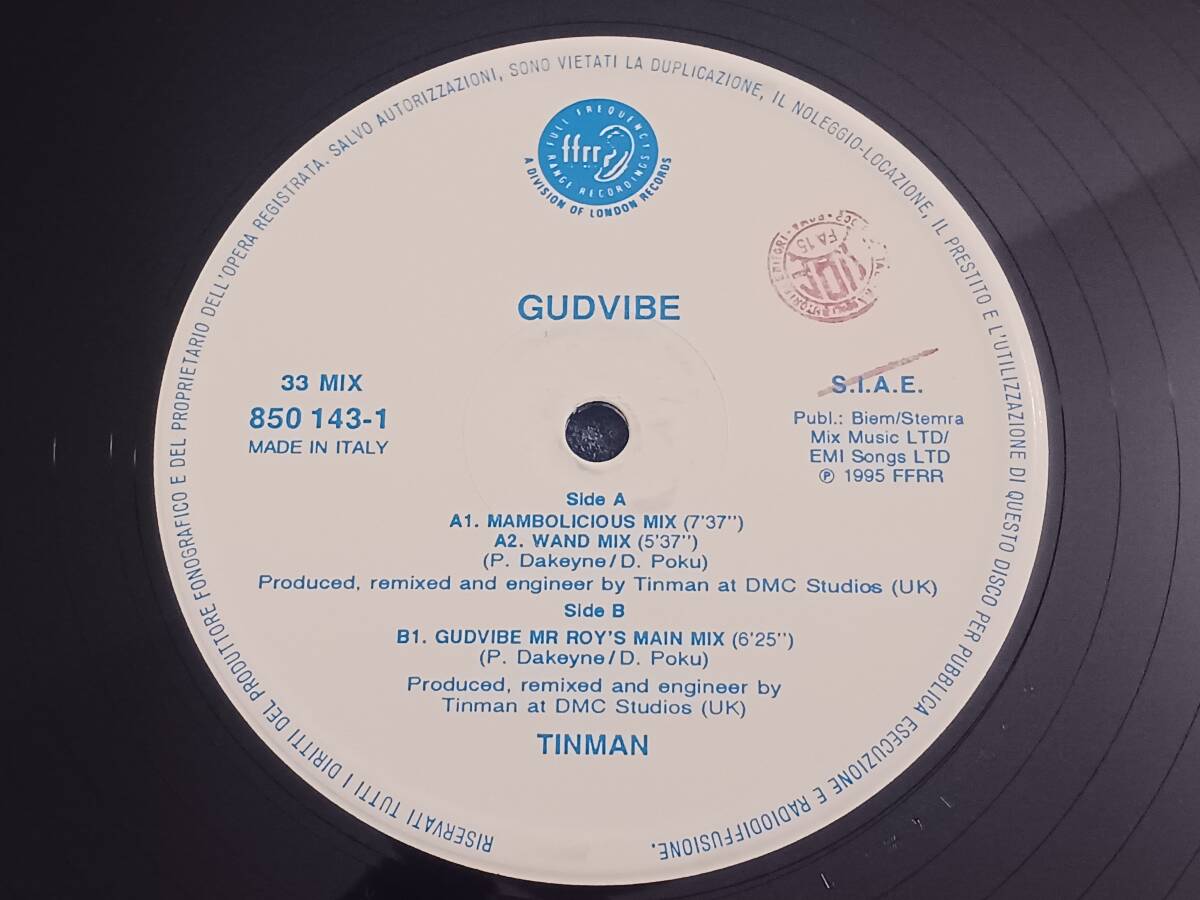 RISERVATI TUTTI I DIRITTI DEL PRODUTTORE FONOGRAFICO E DEL PROPRIETARIO DELL'OPERA REGISTRATA. SALVO AUTORIZZAZIONI, SONO VIETATI LA DUPLICAZIONE, IL NOLEGGIO-LOCAZIONE, IL PRESTITO E L'UTILIZZAZIONE DI QUESTO DISCO PER PUBBLICA ESECUZIONE E RADIODIFFUSIONE.
FULL FREQUENCY
ffrr
RANGE RECORDINGS
A DIVISION OF LONDON RECORDS
GUDVIBE
33 MIX
850 143-1
MADE IN ITALY
S.I.A.E.
Publ.: Biem/Stemra
Mix Music LTD/
EMI Songs LTD
℗ 1995 FFRR
Side A
A1. MAMBOLICIOUS MIX (7'37")
A2. WAND MIX (5'37")
(P. Dakeyne/D. Poku)
Produced, remixed and engineer by Tinman at DMC Studios (UK)
Side B
B1. GUDVIBE MR ROY'S MAIN MIX (6'25")
(P. Dakeyne/D. Poku)
Produced, remixed and engineer by
Tinman at DMC Studios (UK)
TINMAN